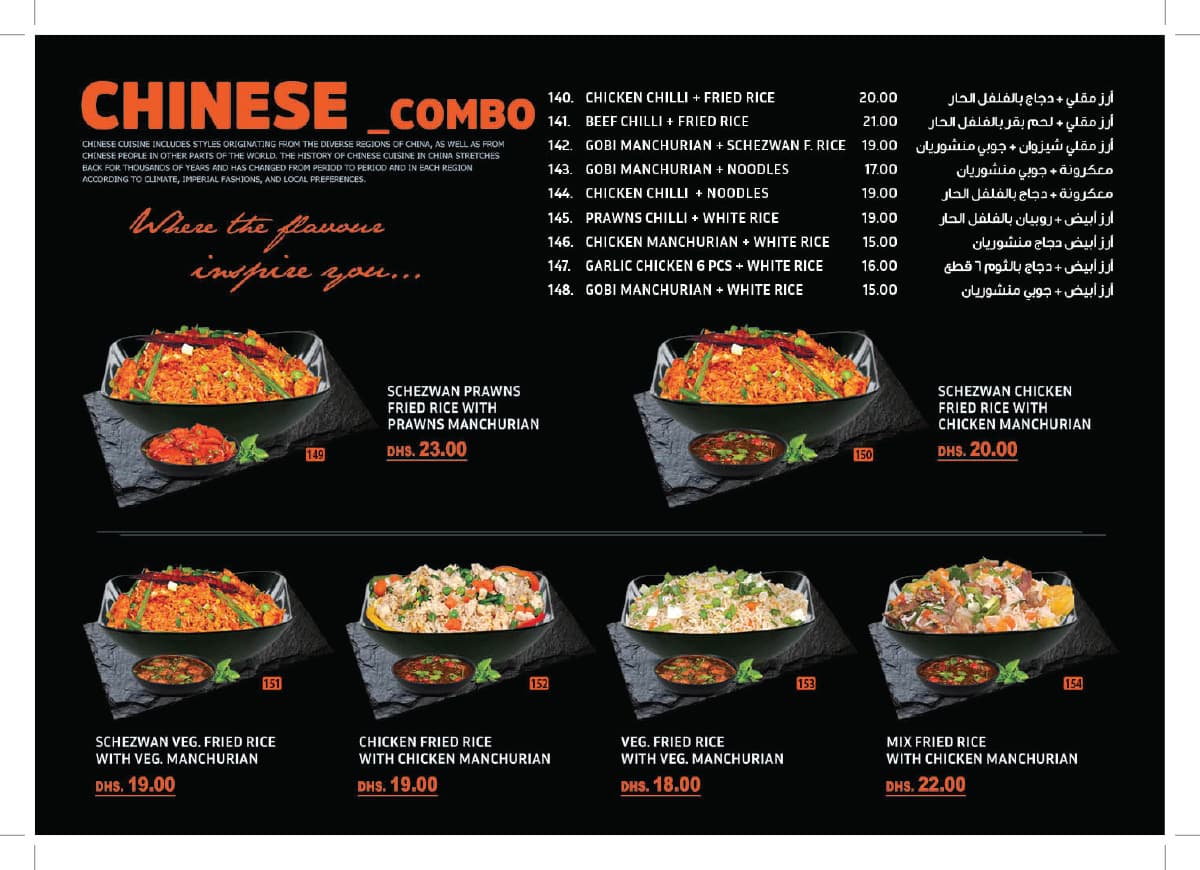 CHINESE _COMBO
CHINESE CUISINE INCLUDES STYLES ORIGINATING FROM THE DIVERSE REGIONS OF CHINA, AS WELL AS FROM
CHINESE PEOPLE IN OTHER PARTS OF THE WORLD. THE HISTORY OF CHINESE CUISINE IN CHINA STRETCHES
BACK FOR THOUSANDS OF YEARS AND HAS CHANGED FROM PERIOD TO PERIOD AND IN EACH REGION
ACCORDING TO CLIMATE, IMPERIAL FASHIONS, AND LOCAL PREFERENCES.
Where the flavour
inspire you...
140. CHICKEN CHILLI + FRIED RICE 20.00 أرز مقلي + دجاج بالفلفل الحار
141. BEEF CHILLI + FRIED RICE 21.00 أرز مقلي + لحم بقر بالفلفل الحار
142. GOBI MANCHURIAN + SCHEZWAN F. RICE 19.00 أرز مقلي شيزوان + جوبي منشوريان
143. GOBI MANCHURIAN + NOODLES 17.00 معكرونة + جوبي منشوريان
144. CHICKEN CHILLI + NOODLES 19.00 معكرونة + دجاج بالفلفل الحار
145. PRAWNS CHILLI + WHITE RICE 19.00 أرز أبيض + روبيان بالفلفل الحار
146. CHICKEN MANCHURIAN + WHITE RICE 15.00 أرز أبيض دجاج منشوريان
147. GARLIC CHICKEN 6 PCS + WHITE RICE 16.00 أرز أبيض + دجاج بالثوم ٦ قطع
148. GOBI MANCHURIAN + WHITE RICE 15.00 أرز أبيض + جوبي منشوريان
SCHEZWAN PRAWNS
FRIED RICE WITH
PRAWNS MANCHURIAN
DHS. 23.00
149
SCHEZWAN CHICKEN
FRIED RICE WITH
CHICKEN MANCHURIAN
DHS. 20.00
150
151
SCHEZWAN VEG. FRIED RICE
WITH VEG. MANCHURIAN
DHS. 19.00
152
CHICKEN FRIED RICE
WITH CHICKEN MANCHURIAN
DHS. 19.00
153
VEG. FRIED RICE
WITH VEG. MANCHURIAN
DHS. 18.00
154
MIX FRIED RICE
WITH CHICKEN MANCHURIAN
DHS. 22.00